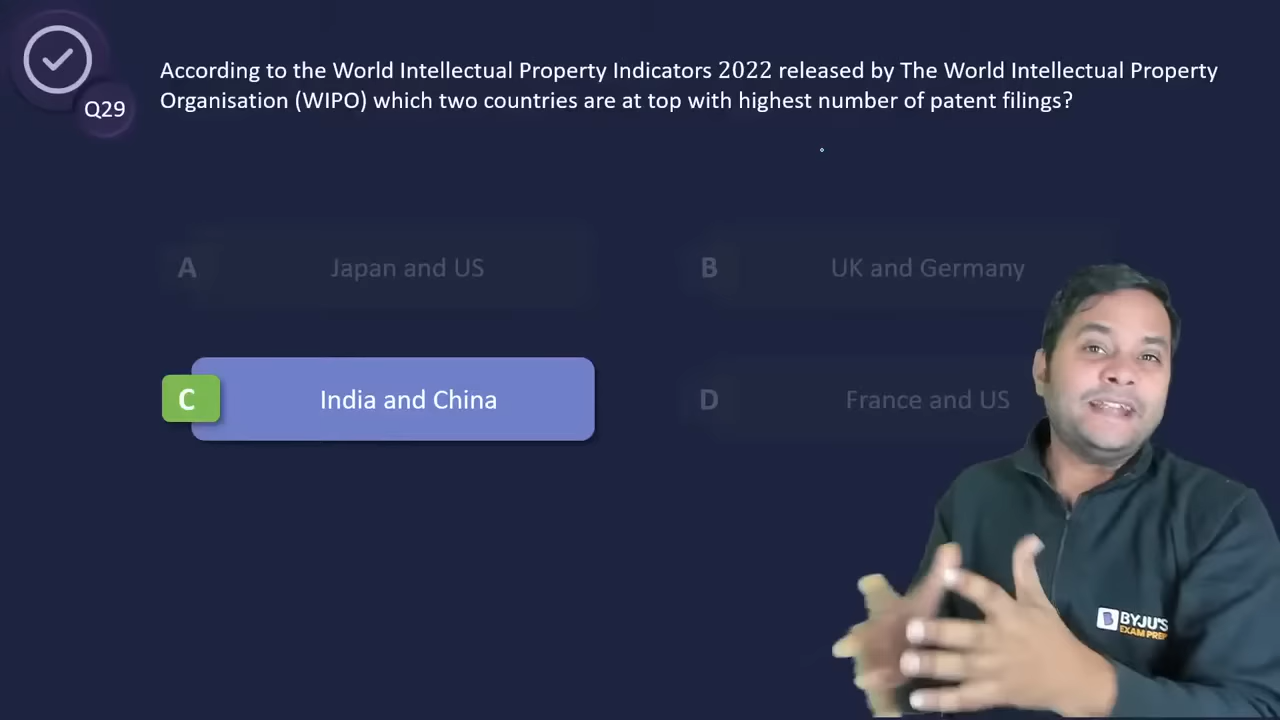 Q29
According to the World Intellectual Property Indicators 2022 released by The World Intellectual Property
Organisation (WIPO) which two countries are at top with highest number of patent filings?
A Japan and US
B UK and Germany
C India and China
D France and US
BYJU'S
EXAM PREP